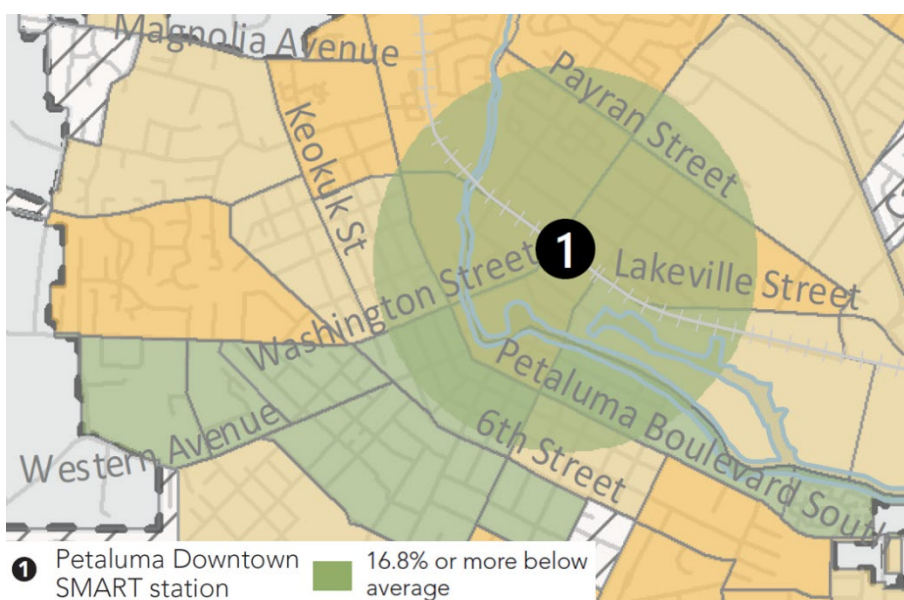 Magnolia Avenue
Payran Street
Keokuk St
1
Lakeville Street
Washington Street
Petaluma Boulevard South
6th Street
Western Avenue
1 Petaluma Downtown
SMART station
16.8% or more below
average